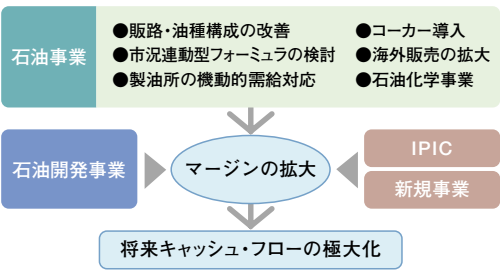 石油事業
●販路・油種構成の改善
●市況連動型フォーミュラの検討
●製油所の機動的需給対応
●コーカー導入
●海外販売の拡大
●石油化学事業
石油開発事業
マージンの拡大
IPIC
新規事業
将来キャッシュ・フローの極大化